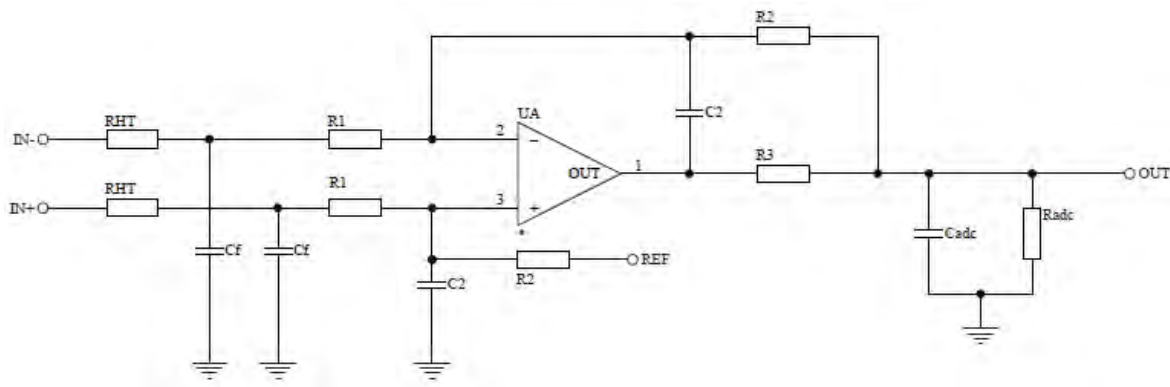 R2
UA
C2
IN-
RHT
R1
2
−
OUT
1
R3
OUT
IN+
RHT
R1
3
+
Cf
Cf
C2
R2
REF
Cadc
Radc